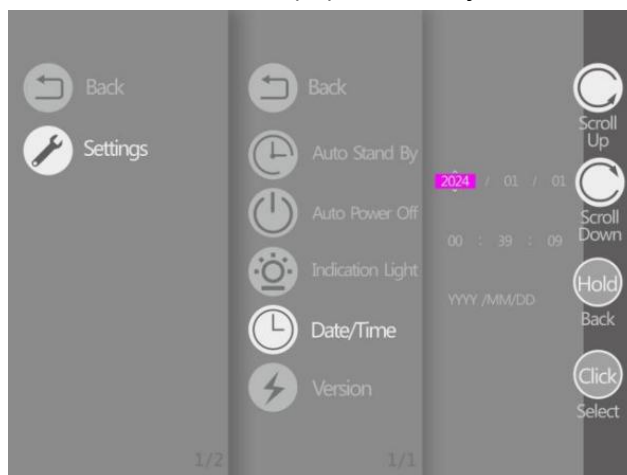 Back
Settings
1/2
Back
Auto Stand By
Auto Power Off
Indication Light
Date/Time
Version
1/1
2024 / 01 / 01
00 : 39 : 09
YYYY /MM/DD
Scroll
Up
Scroll
Down
Hold
Back
Click
Select